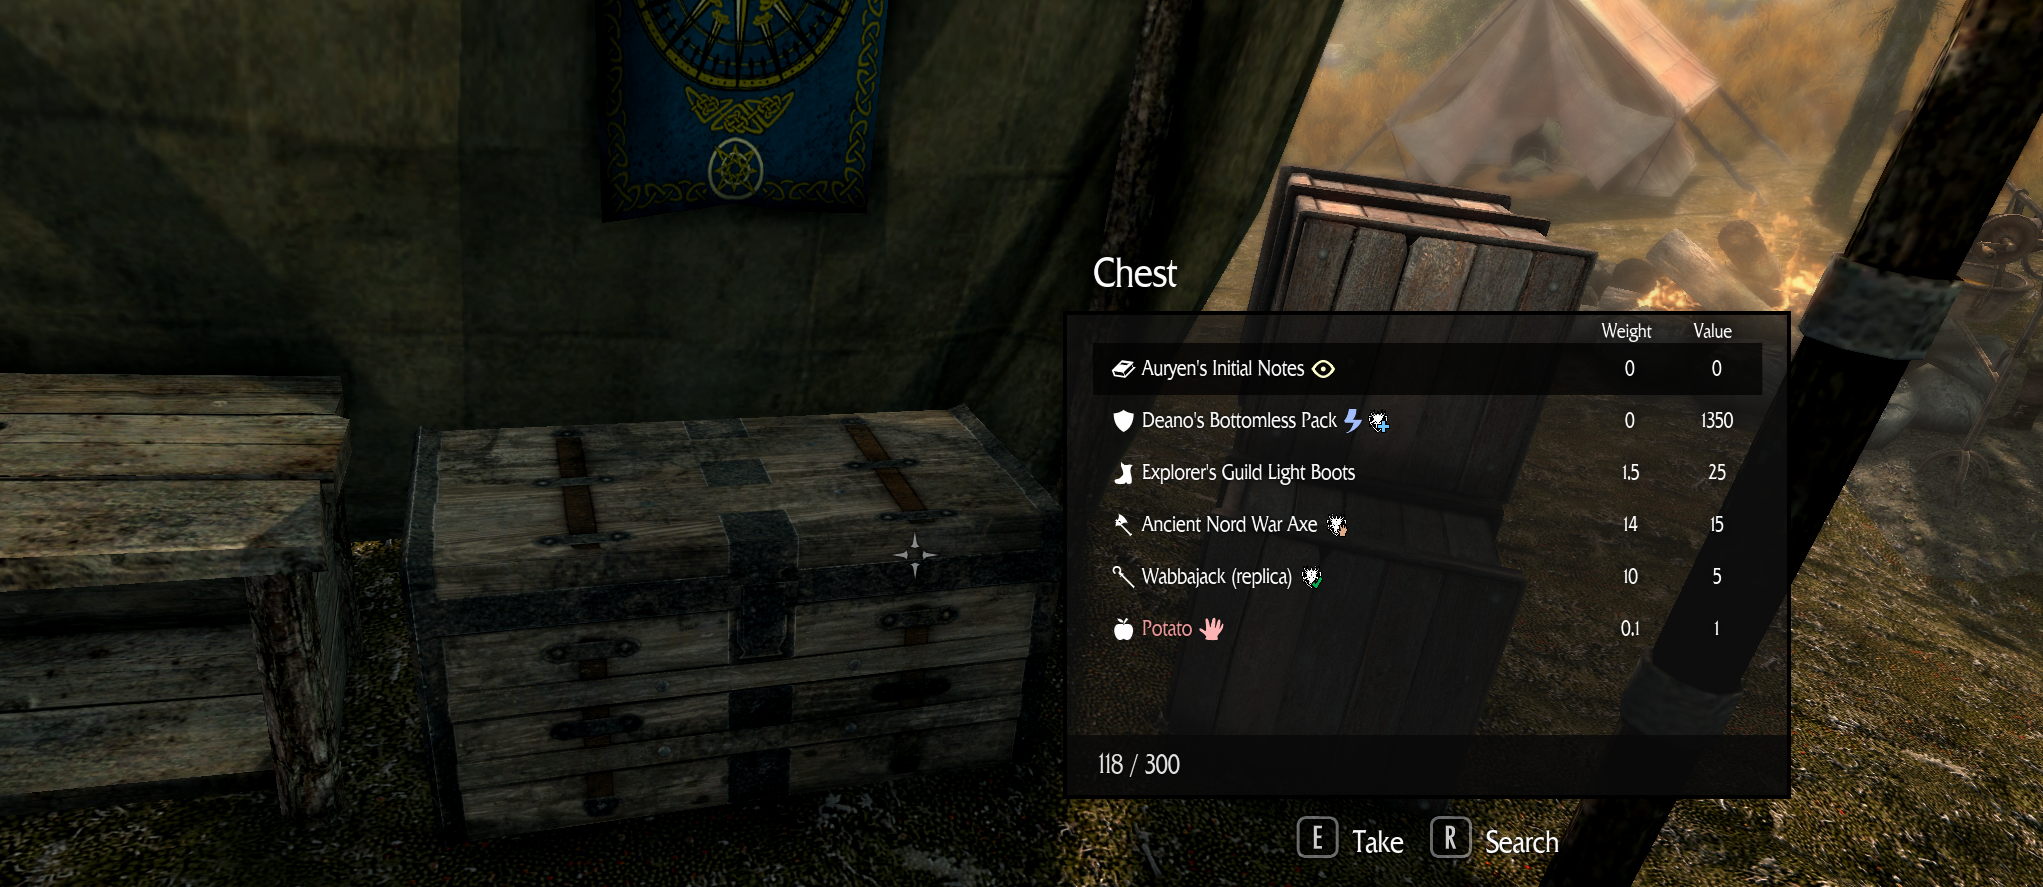 Chest
Weight Value
Auryen's Initial Notes 0 0
Deano's Bottomless Pack 0 1350
Explorer's Guild Light Boots 1.5 25
Ancient Nord War Axe 14 15
Wabbajack (replica) 10 5
Potato 0.1 1
118 / 300
E Take R Search